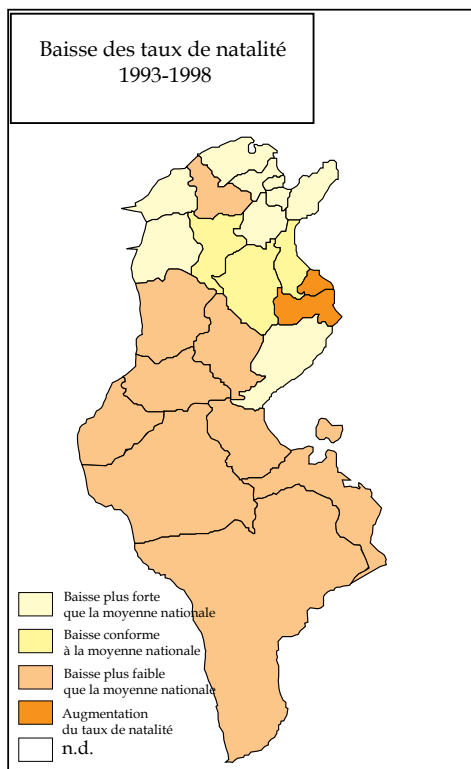 Baisse des taux de natalité
1993-1998
Baisse plus forte
que la moyenne nationale
Baisse conforme
à la moyenne nationale
Baisse plus faible
que la moyenne nationale
Augmentation
du taux de natalité
n.d.